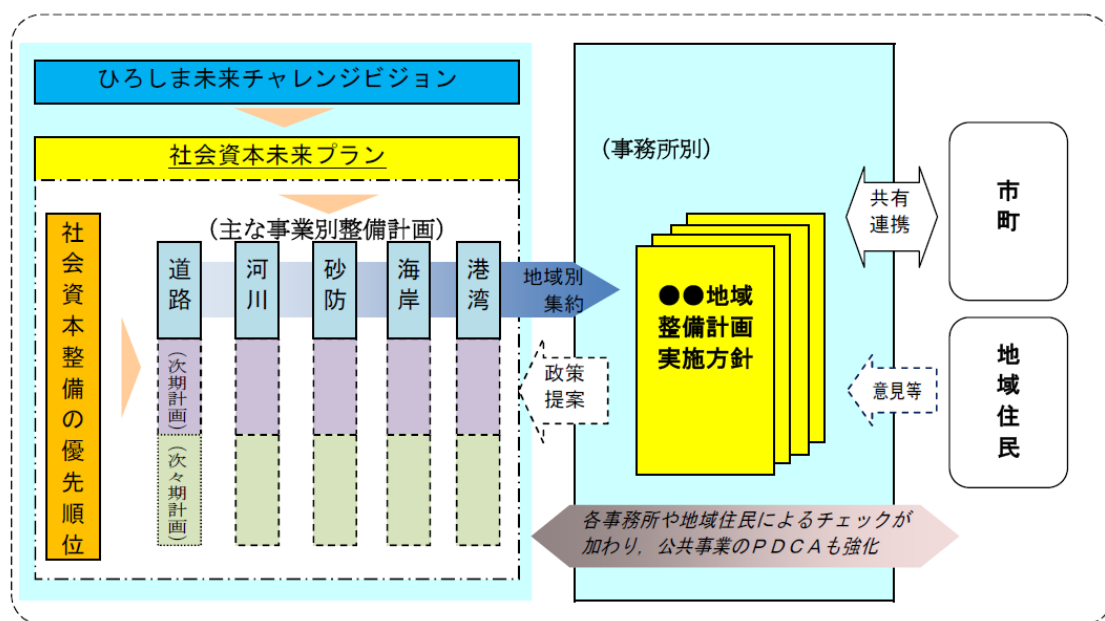 ひろしま未来チャレンジビジョン
社会資本未来プラン
社会資本整備の優先順位
(主な事業別整備計画)
道路
河川
砂防
海岸
港湾
(次期計画)
(次々期計画)
地域別
集約
政策
提案
(事務所別)
●●地域
整備計画
実施方針
共有
連携
意見等
市町
地域住民
各事務所や地域住民によるチェックが
加わり，公共事業のＰＤＣＡも強化